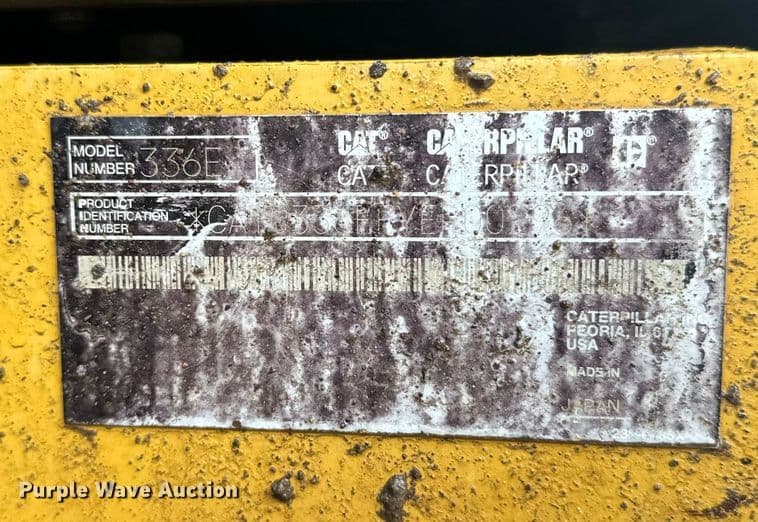 MODEL NUMBER 336E
CAT® CATERPILLAR®
CAT CATERPILLAR®
PRODUCT IDENTIFICATION NUMBER
CATERPILLAR
PEORIA, IL
USA
MADE IN
JAPAN
Purple Wave Auction